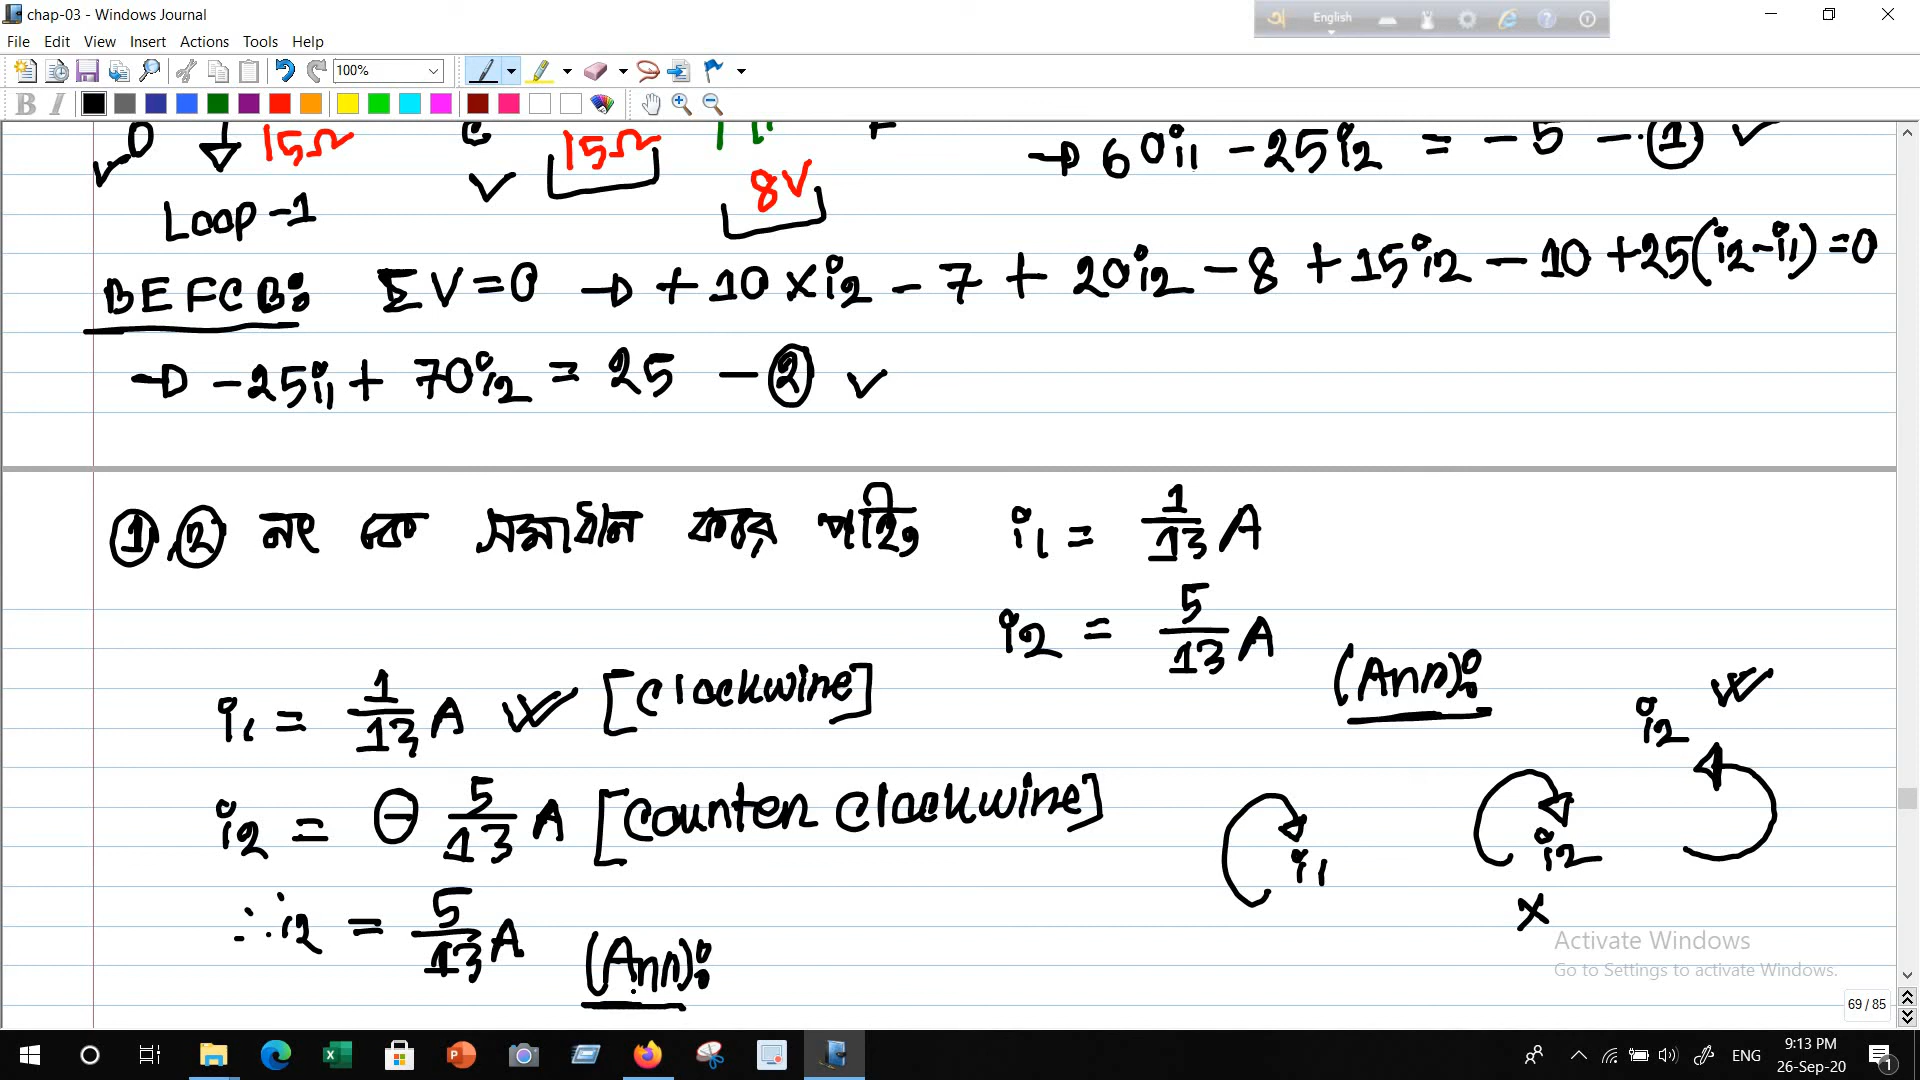 chap-03 - Windows Journal
English
File Edit View Insert Actions Tools Help
100%
B I
D 15Ω 15Ω
8V
Loop-1
→ 60i1 - 25i2 = -5 - ①
BEFCB: ΣV=0 → +10×i2 - 7 + 20i2 - 8 + 15i2 - 10 + 25(i2-i1)=0
→ -25i1 + 70i2 = 25 - ②
①, ② নং কে সমাধান করে পাই, i1 = 1/13 A
i2 = 5/13 A
(Ans):
i1 = 1/13 A [Clockwise]
i2 = ⊖ 5/13 A [Counter Clockwise]
∴ i2 = 5/13 A (Ans):
i1
i2
×
i2
Activate Windows
Go to Settings to activate Windows.
69 / 85
ENG
9:13 PM
26-Sep-20
1